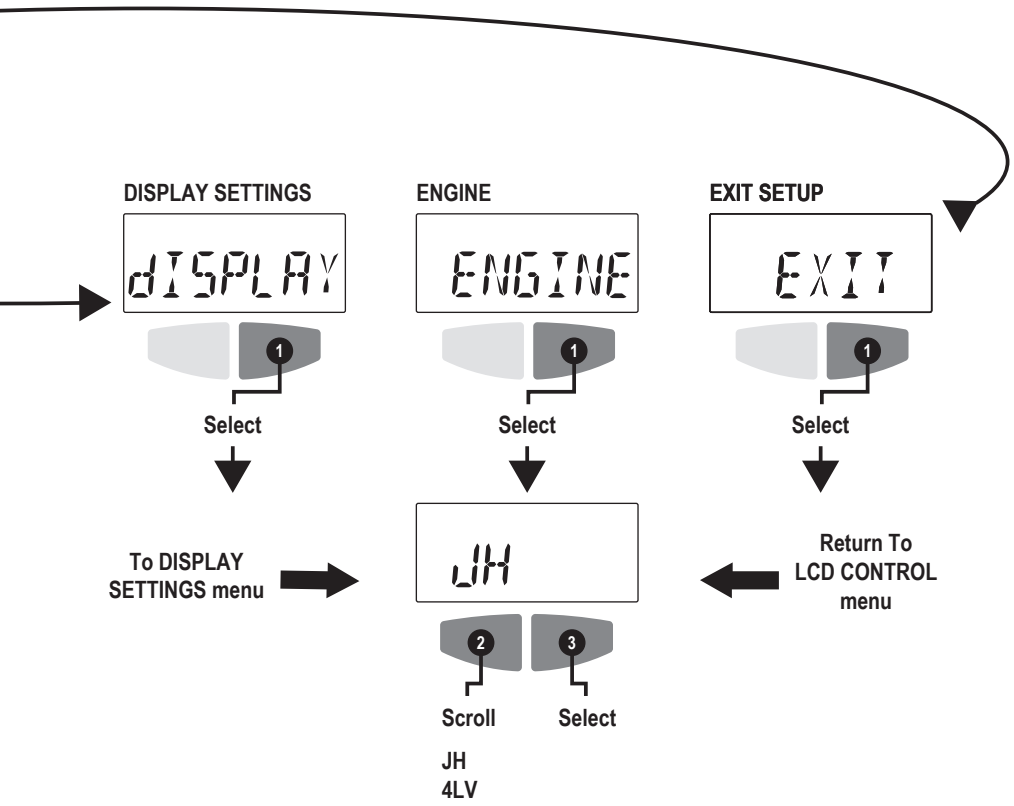 DISPLAY SETTINGS
ENGINE
EXIT SETUP
dISPLAY
ENGINE
EXIT
1
1
1
Select
Select
Select
To DISPLAY
SETTINGS menu
JH
Return To
LCD CONTROL
menu
2
3
Scroll
Select
JH
4LV